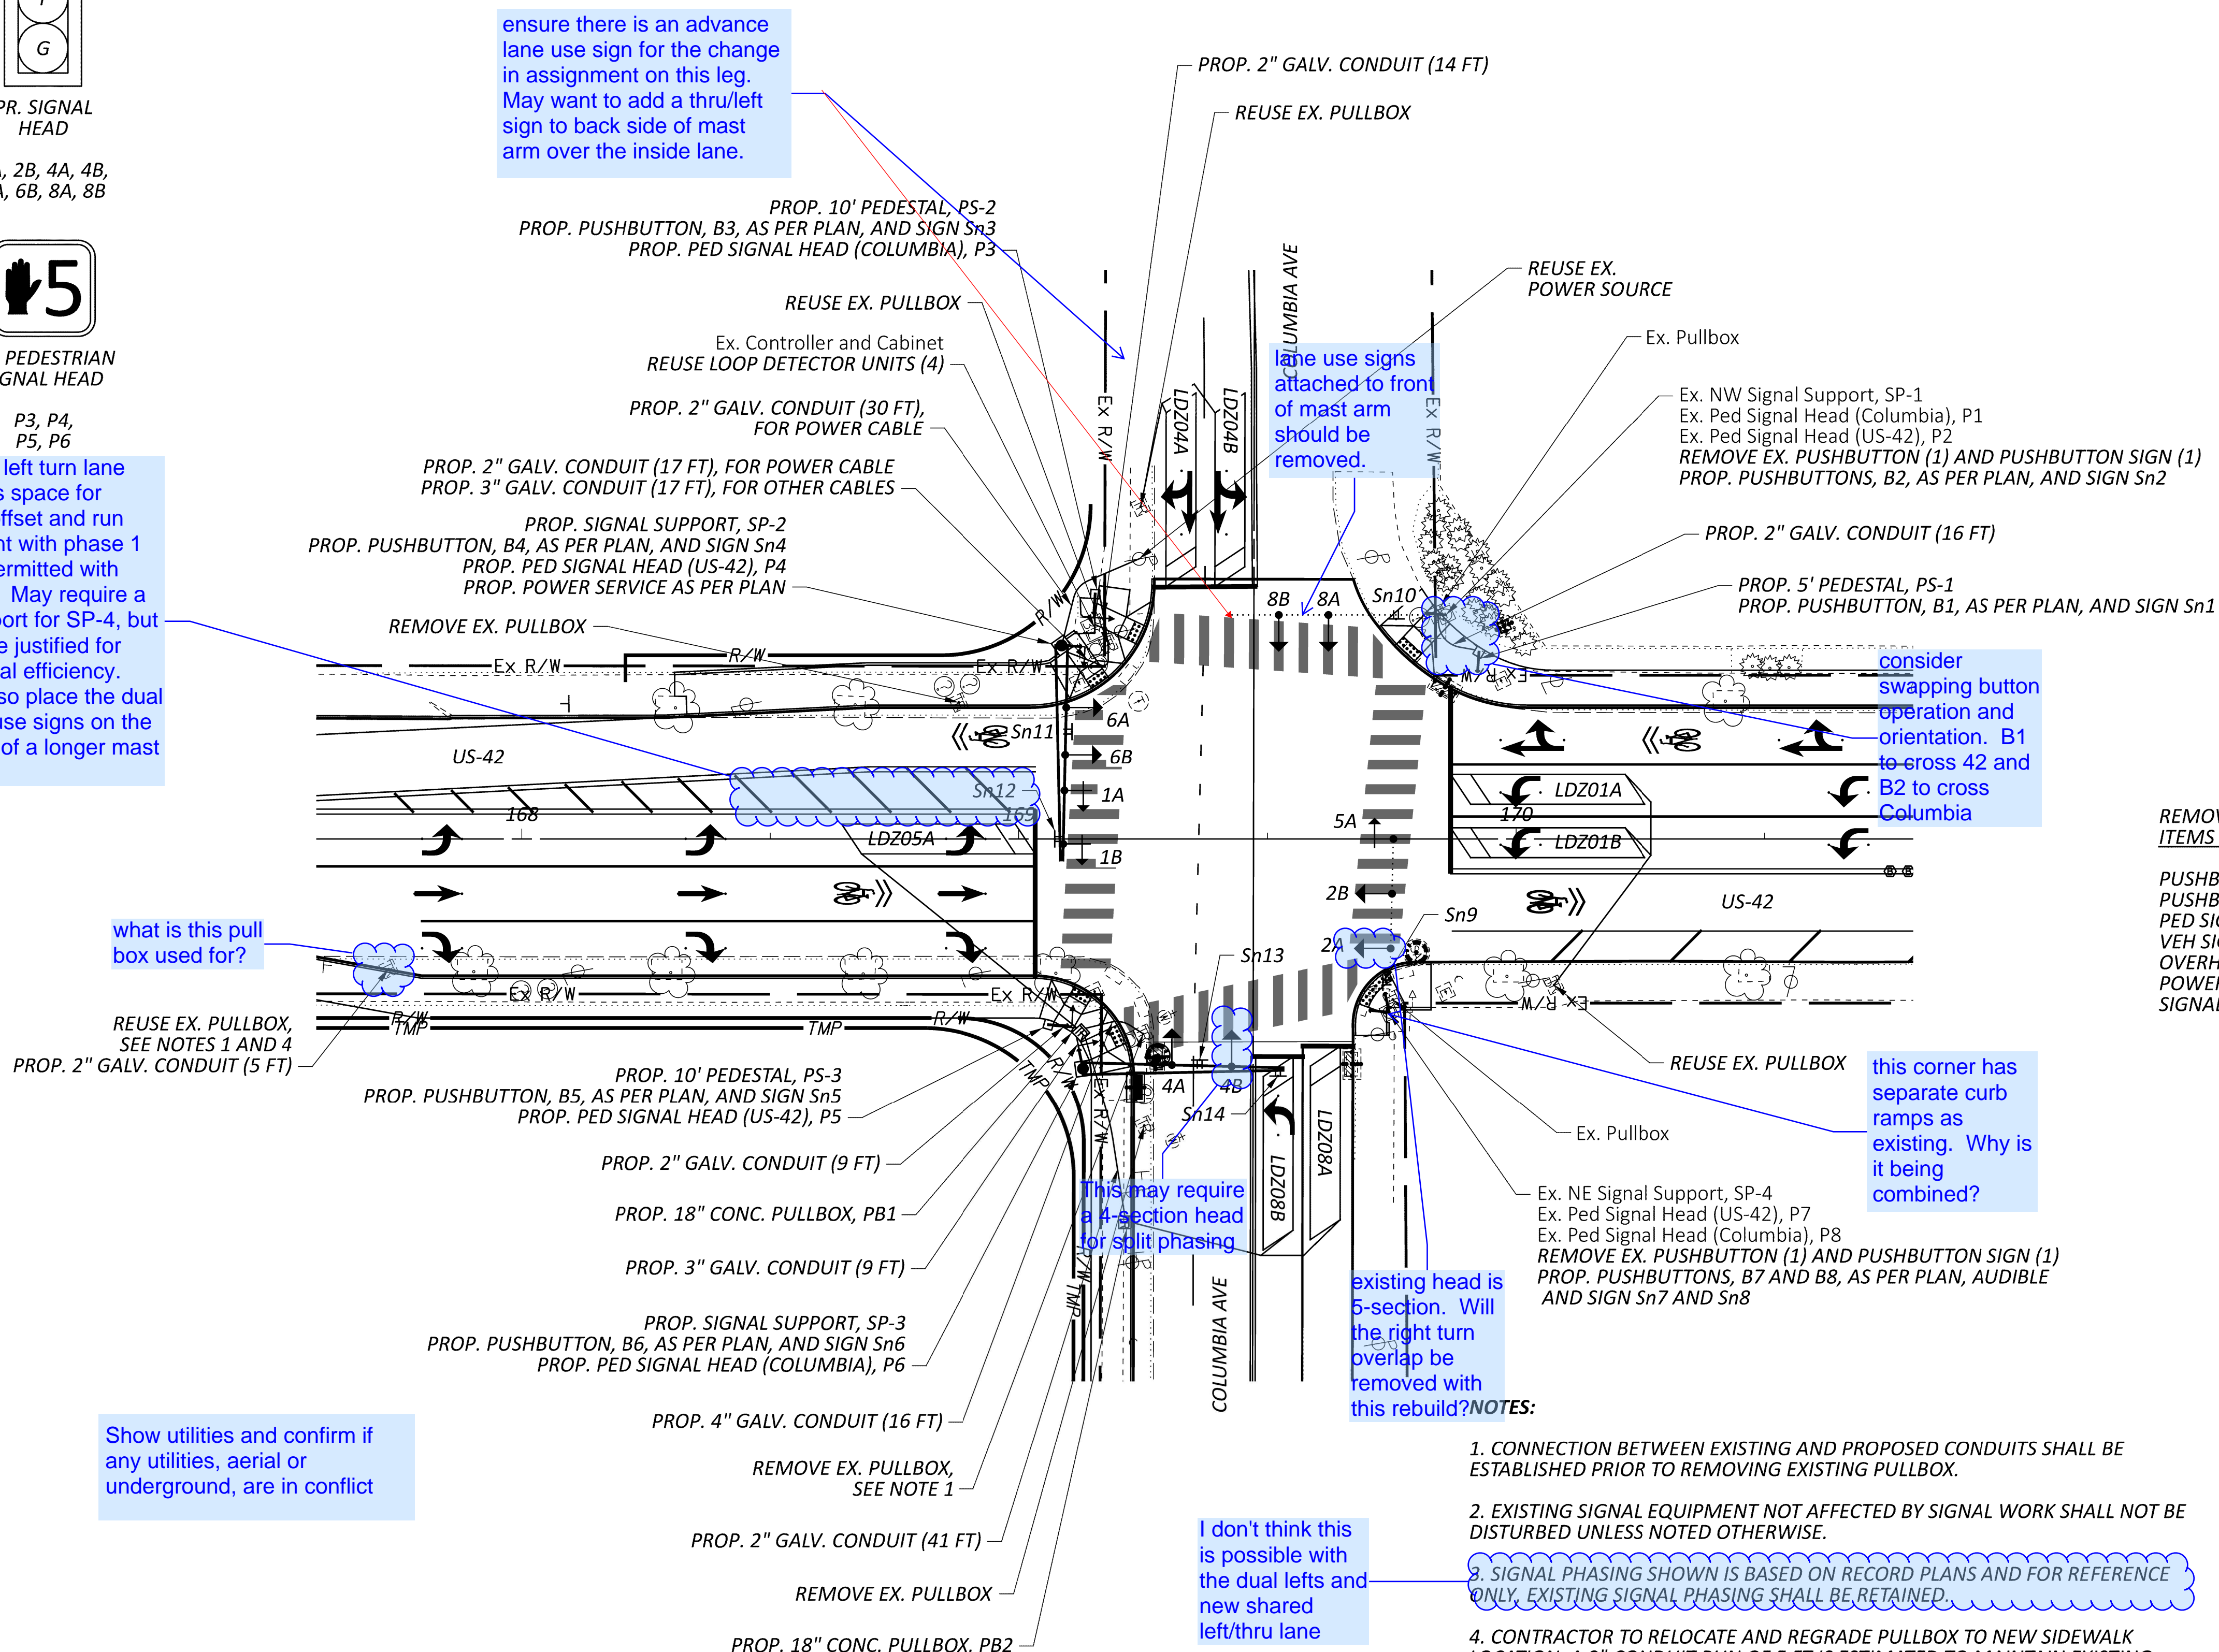 G
PR. SIGNAL
HEAD
2B, 4A, 4B,
6B, 8A, 8B
5
PEDESTRIAN
P3, P4,
P5, P6
left turn lane
space for
and run
with phase 1
with
May require a
for SP-4, but
justified for
efficiency.
place the dual
use signs on the
of a longer mast
ensure there is an advance
lane use sign for the change
in assignment on this leg.
May want to add a thru/left
sign to back side of mast
arm over the inside lane.
PROP. 2" GALV. CONDUIT (14 FT)
REUSE EX. PULLBOX
PROP. 10' PEDESTAL, PS-2
PROP. PUSHBUTTON, B3, AS PER PLAN, AND SIGN Sn3
PROP. PED SIGNAL HEAD (COLUMBIA), P3
REUSE EX. PULLBOX
Ex. Controller and Cabinet
REUSE LOOP DETECTOR UNITS (4)
PROP. 2" GALV. CONDUIT (30 FT),
FOR POWER CABLE
PROP. 2" GALV. CONDUIT (17 FT), FOR POWER CABLE
PROP. 3" GALV. CONDUIT (17 FT), FOR OTHER CABLES
PROP. SIGNAL SUPPORT, SP-2
PROP. PUSHBUTTON, B4, AS PER PLAN, AND SIGN Sn4
PROP. PED SIGNAL HEAD (US-42), P4
PROP. POWER SERVICE AS PER PLAN
REMOVE EX. PULLBOX
COLUMBIA AVE
lane use signs
attached to front
of mast arm
should be
removed.
REUSE EX.
POWER SOURCE
Ex. Pullbox
Ex. NW Signal Support, SP-1
Ex. Ped Signal Head (Columbia), P1
Ex. Ped Signal Head (US-42), P2
REMOVE EX. PUSHBUTTON (1) AND PUSHBUTTON SIGN (1)
PROP. PUSHBUTTONS, B2, AS PER PLAN, AND SIGN Sn2
PROP. 2" GALV. CONDUIT (16 FT)
PROP. 5' PEDESTAL, PS-1
PROP. PUSHBUTTON, B1, AS PER PLAN, AND SIGN Sn1
Ex R/W
Ex R/W
LDZ04A
LDZ04B
8B
8A
Sn10
R/W
Ex R/W
R/W
Ex R/W
Ex R/W
consider
swapping button
operation and
orientation. B1
to cross 42 and
B2 to cross
Columbia
US-42
Sn11
6A
6B
Sn12
1A
1B
168
169
170
LDZ05A
5A
2B
2A
Sn9
LDZ01A
LDZ01B
US-42
ITEMS
what is this pull
box used for?
REUSE EX. PULLBOX,
SEE NOTES 1 AND 4
PROP. 2" GALV. CONDUIT (5 FT)
Ex R/W
Ex R/W
Ex R/W
R/W
R/W
TMP
TMP
TMP
R/W
Ex R/W
R/W
TMP
Sn13
4A
4B
Sn14
LDZ08B
LDZ08A
PROP. 10' PEDESTAL, PS-3
PROP. PUSHBUTTON, B5, AS PER PLAN, AND SIGN Sn5
PROP. PED SIGNAL HEAD (US-42), P5
PROP. 2" GALV. CONDUIT (9 FT)
PROP. 18" CONC. PULLBOX, PB1
PROP. 3" GALV. CONDUIT (9 FT)
PROP. SIGNAL SUPPORT, SP-3
PROP. PUSHBUTTON, B6, AS PER PLAN, AND SIGN Sn6
PROP. PED SIGNAL HEAD (COLUMBIA), P6
PROP. 4" GALV. CONDUIT (16 FT)
REMOVE EX. PULLBOX,
SEE NOTE 1
PROP. 2" GALV. CONDUIT (41 FT)
REMOVE EX. PULLBOX
PROP. 18" CONC. PULLBOX, PB2
This may require
a 4-section head
for split phasing
COLUMBIA AVE
REUSE EX. PULLBOX
Ex. Pullbox
this corner has
separate curb
ramps as
existing. Why is
it being
combined?
Ex. NE Signal Support, SP-4
Ex. Ped Signal Head (US-42), P7
Ex. Ped Signal Head (Columbia), P8
REMOVE EX. PUSHBUTTON (1) AND PUSHBUTTON SIGN (1)
PROP. PUSHBUTTONS, B7 AND B8, AS PER PLAN, AUDIBLE
AND SIGN Sn7 AND Sn8
existing head is
5-section. Will
the right turn
overlap be
removed with
this rebuild?
Show utilities and confirm if
any utilities, aerial or
underground, are in conflict
NOTES:
1. CONNECTION BETWEEN EXISTING AND PROPOSED CONDUITS SHALL BE
ESTABLISHED PRIOR TO REMOVING EXISTING PULLBOX.
2. EXISTING SIGNAL EQUIPMENT NOT AFFECTED BY SIGNAL WORK SHALL NOT BE
DISTURBED UNLESS NOTED OTHERWISE.
3. SIGNAL PHASING SHOWN IS BASED ON RECORD PLANS AND FOR REFERENCE
ONLY, EXISTING SIGNAL PHASING SHALL BE RETAINED.
I don't think this
is possible with
the dual lefts and
new shared
left/thru lane
4. CONTRACTOR TO RELOCATE AND REGRADE PULLBOX TO NEW SIDEWALK